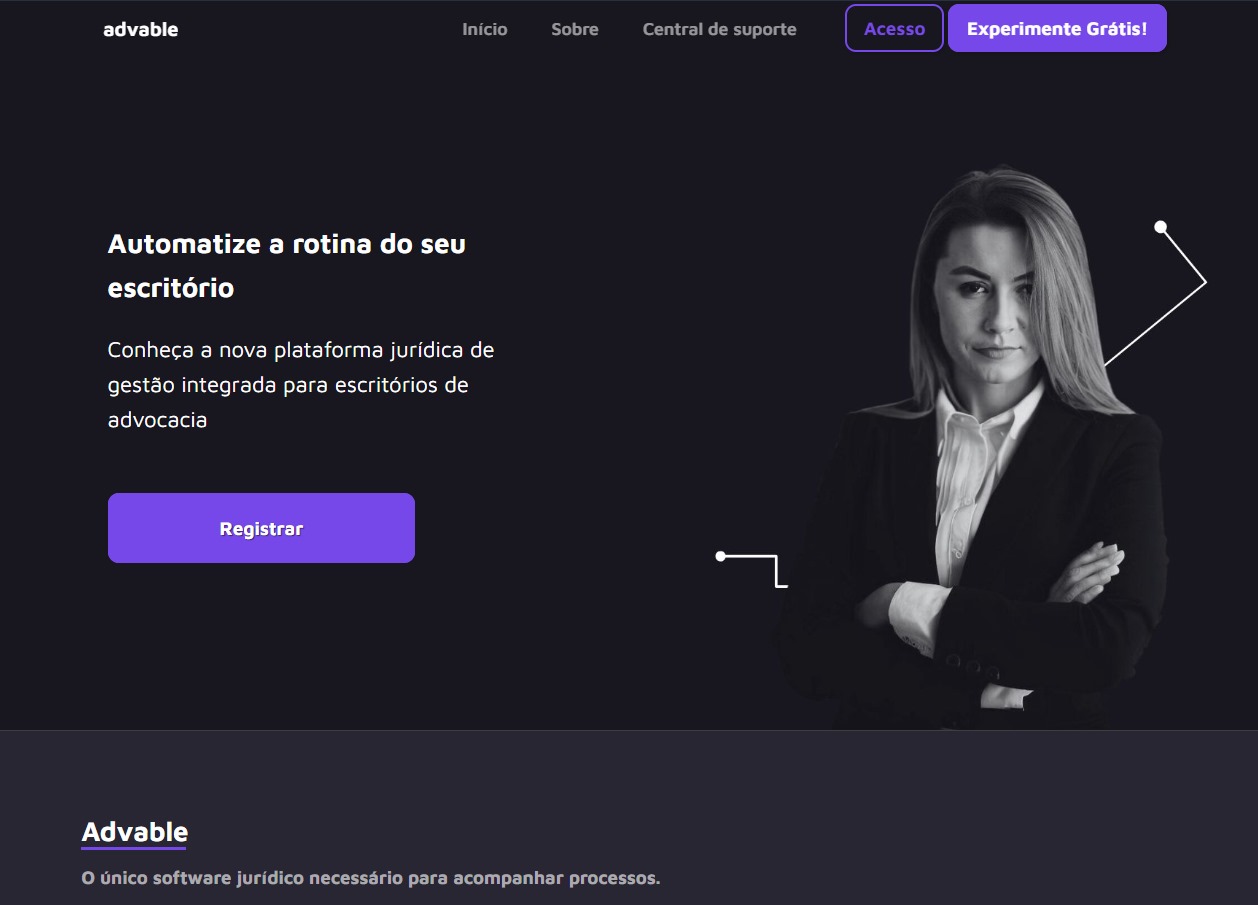 advable
Início
Sobre
Central de suporte
Acesso
Experimente Grátis!
Automatize a rotina do seu
escritório
Conheça a nova plataforma jurídica de
gestão integrada para escritórios de
advocacia
Registrar
Advable
O único software jurídico necessário para acompanhar processos.